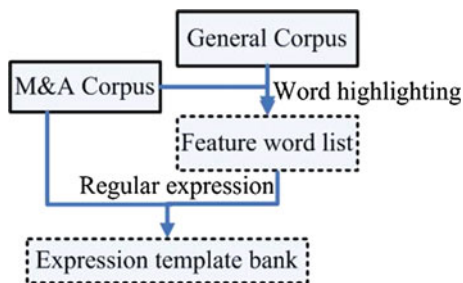 General Corpus
M&A Corpus
Word highlighting
Feature word list
Regular expression
Expression template bank